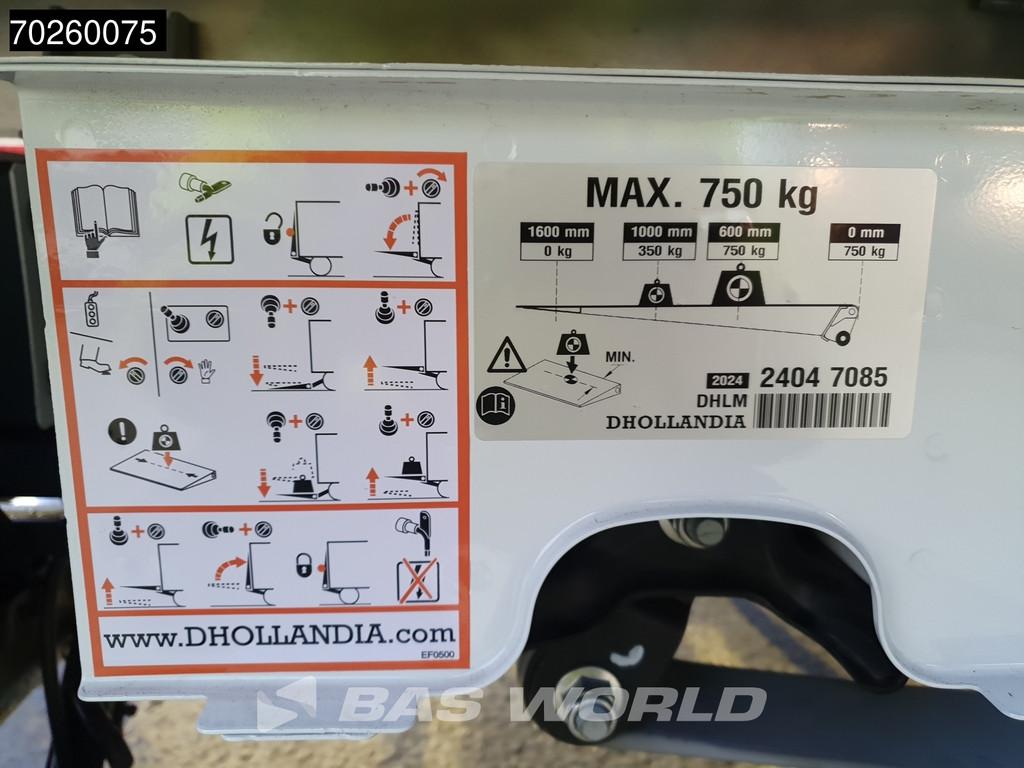 70260075
MAX. 750 kg
1600 mm 1000 mm 600 mm 0 mm
0 kg 350 kg 750 kg 750 kg
MIN.
2024 2404 7085
DHLM
DHOLLANDIA
www.DHOLLANDIA.com
EF0500
BAS WORLD